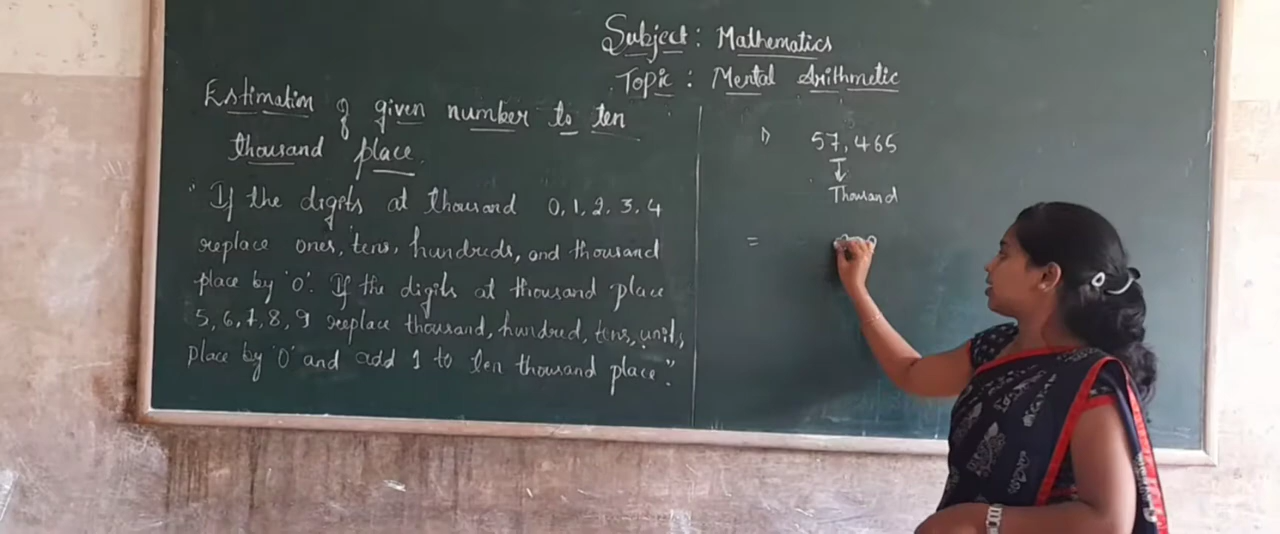 Subject: Mathematics
Topic: Mental Arithmetic
Estimation of given number to ten
thousand place.
"If the digits at thousand 0, 1, 2, 3, 4
replace ones, tens, hundreds, and thousand
place by '0'. If the digits at thousand place
5, 6, 7, 8, 9 replace thousand, hundred, tens, unit,
place by '0' and add 1 to ten thousand place."
1) 57,465
Thousand
=